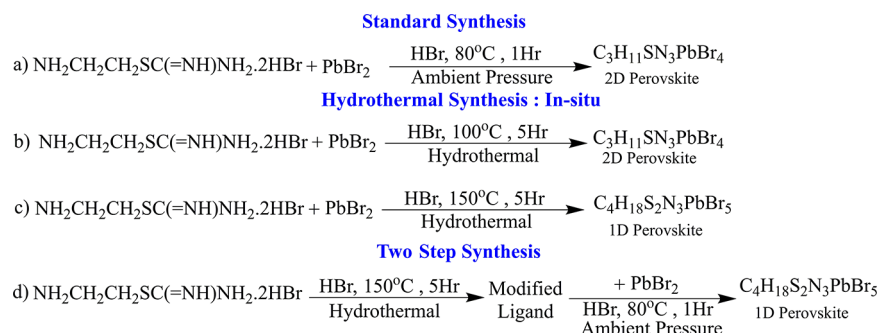 Standard Synthesis
a) NH₂CH₂CH₂SC(=NH)NH₂.2HBr + PbBr₂ HBr, 80°C , 1Hr Ambient Pressure C₃H₁₁SN₃PbBr₄
2D Perovskite
Hydrothermal Synthesis : In-situ
b) NH₂CH₂CH₂SC(=NH)NH₂.2HBr + PbBr₂ HBr, 100°C , 5Hr Hydrothermal C₃H₁₁SN₃PbBr₄
2D Perovskite
c) NH₂CH₂CH₂SC(=NH)NH₂.2HBr + PbBr₂ HBr, 150°C , 5Hr Hydrothermal C₄H₁₈S₂N₃PbBr₅
1D Perovskite
Two Step Synthesis
d) NH₂CH₂CH₂SC(=NH)NH₂.2HBr HBr, 150°C , 5Hr Hydrothermal Modified Ligand + PbBr₂ HBr, 80°C , 1Hr Ambient Pressure C₄H₁₈S₂N₃PbBr₅
1D Perovskite